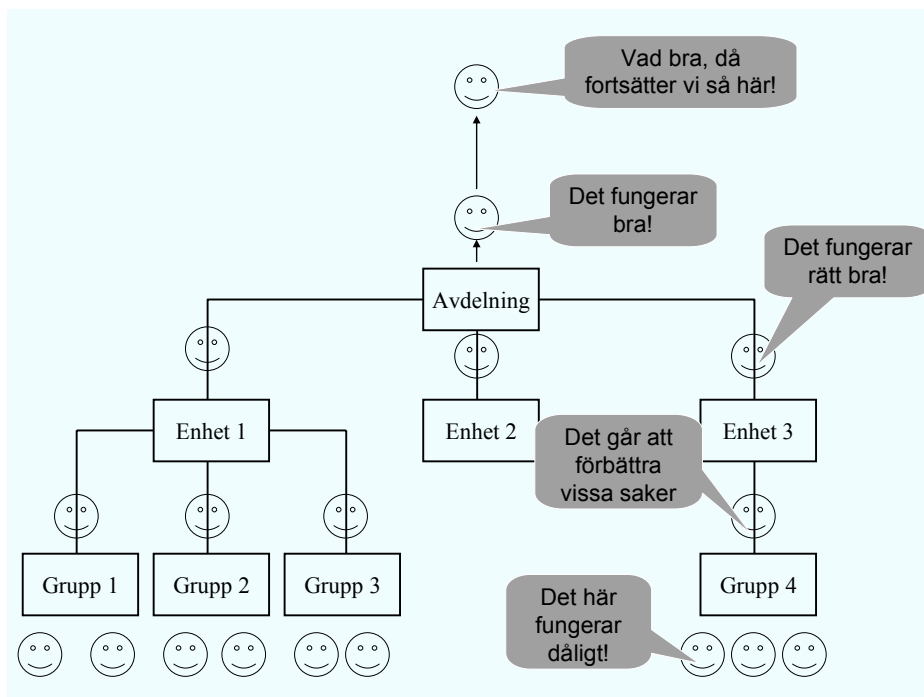 Vad bra, då
fortsätter vi så här!
Det fungerar
bra!
Det fungerar
rätt bra!
Avdelning
Enhet 1
Enhet 2
Enhet 3
Det går att
förbättra
vissa saker
Grupp 1
Grupp 2
Grupp 3
Grupp 4
Det här
fungerar
dåligt!